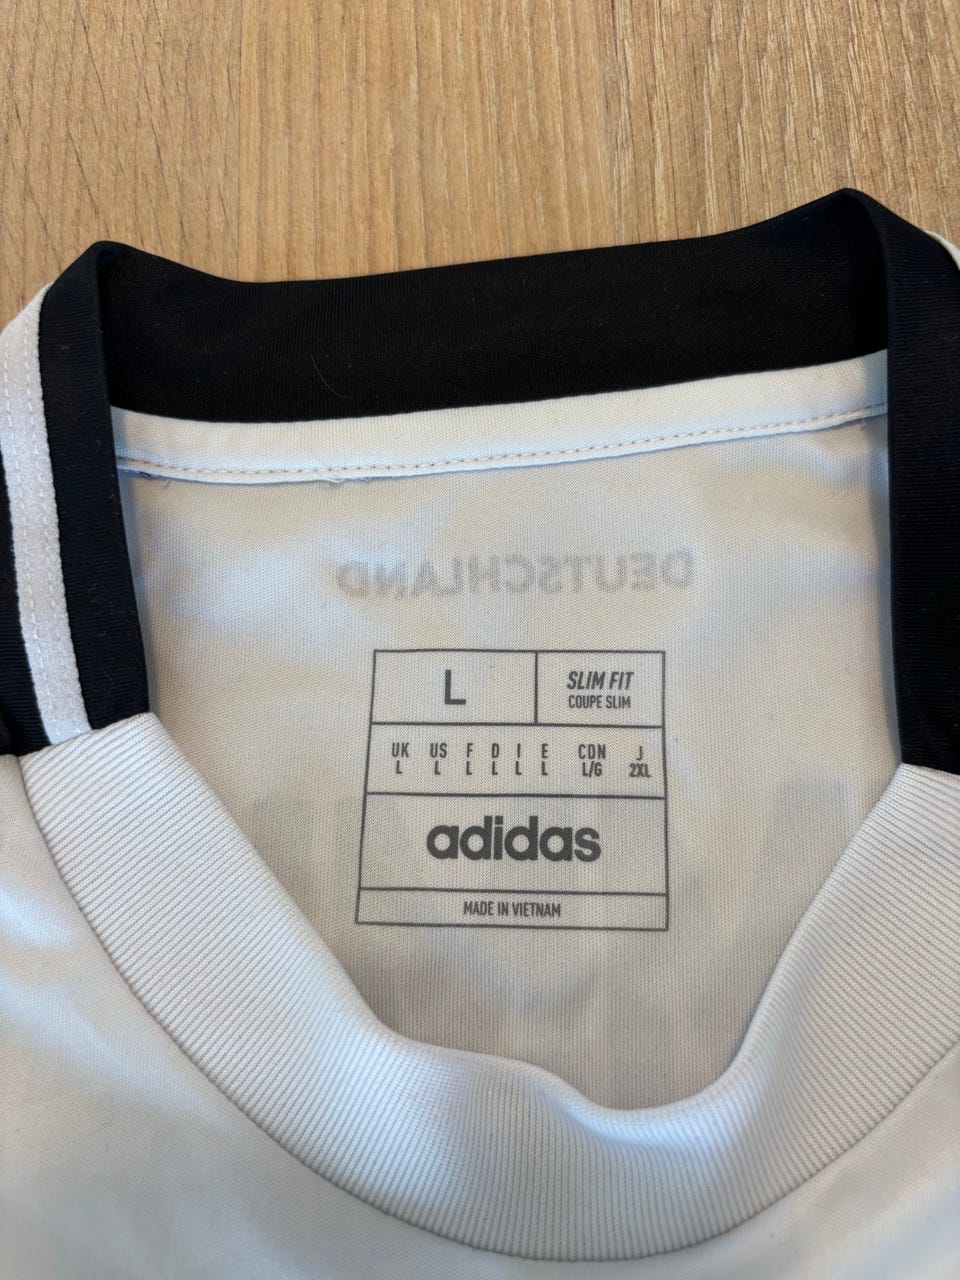 DEUTSCHLAND
L
SLIM FIT
COUPE SLIM
UK US F D I E CDN J
L L L L L L L/G 2XL
adidas
MADE IN VIETNAM